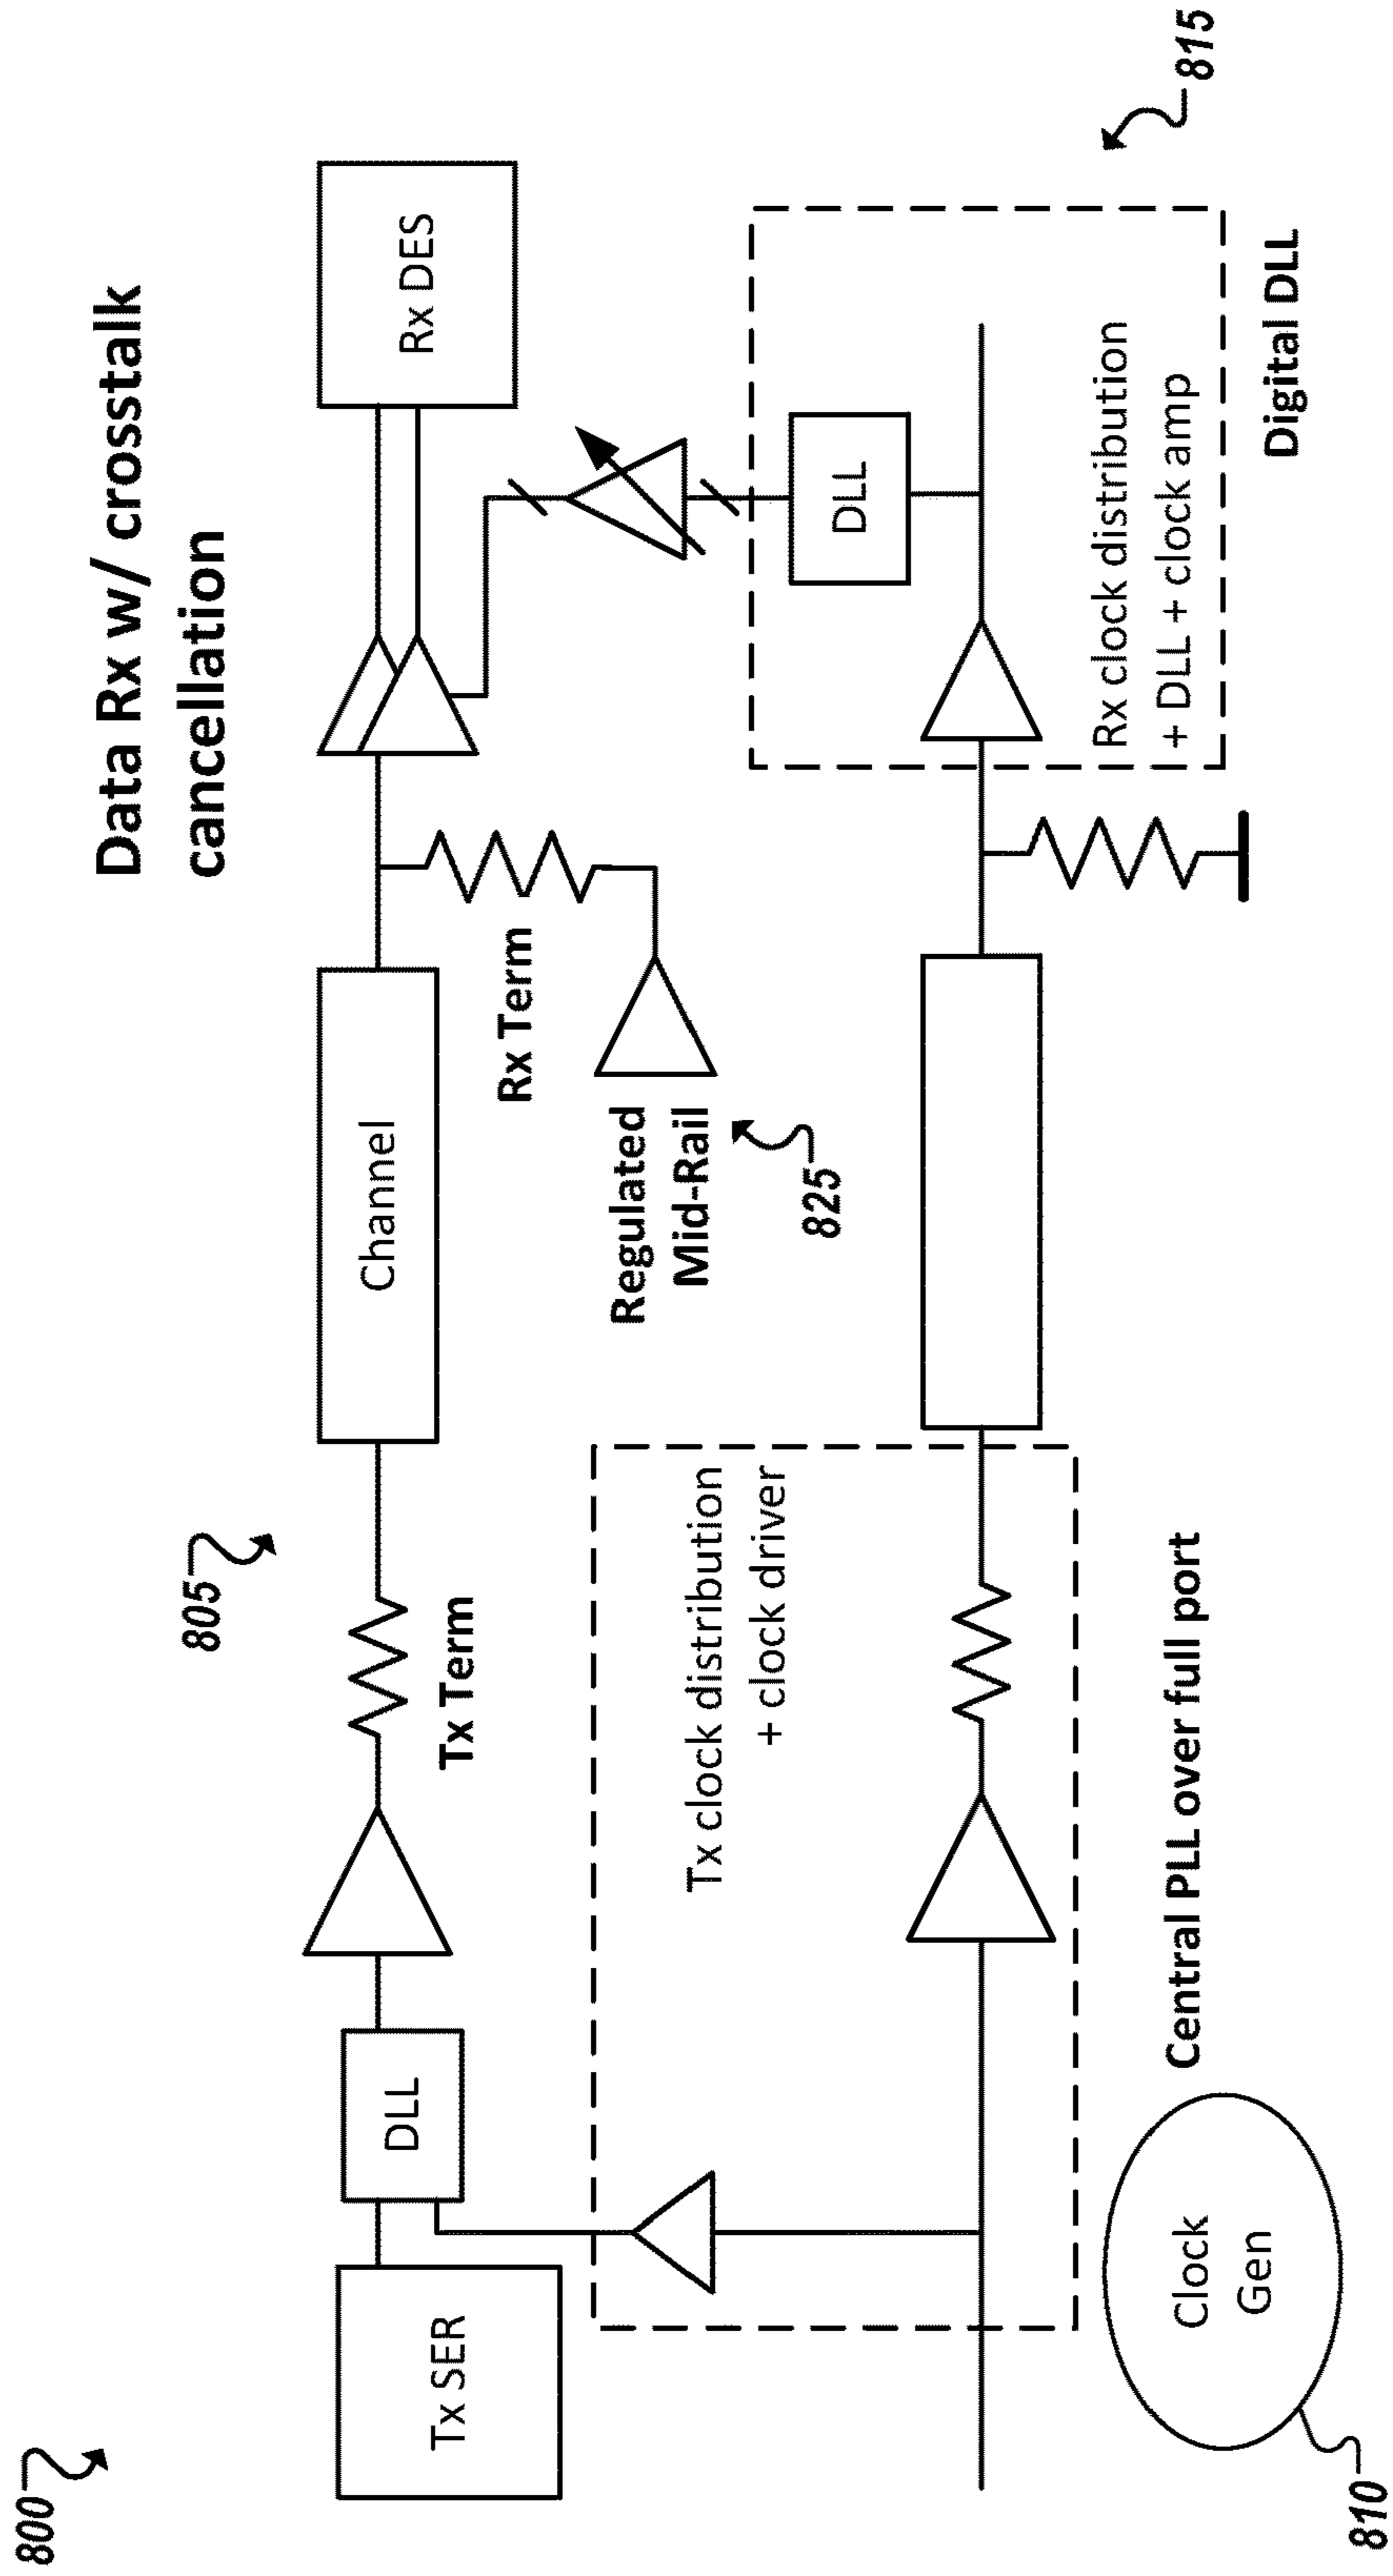 800
805
Data Rx w/ crosstalk
cancellation
Tx SER
DLL
Tx Term
Channel
Rx Term
Rx DES
Regulated
Mid-Rail
825
Tx clock distribution
+ clock driver
DLL
Rx clock distribution
+ DLL + clock amp
815
Digital DLL
Central PLL over full port
Clock
Gen
810